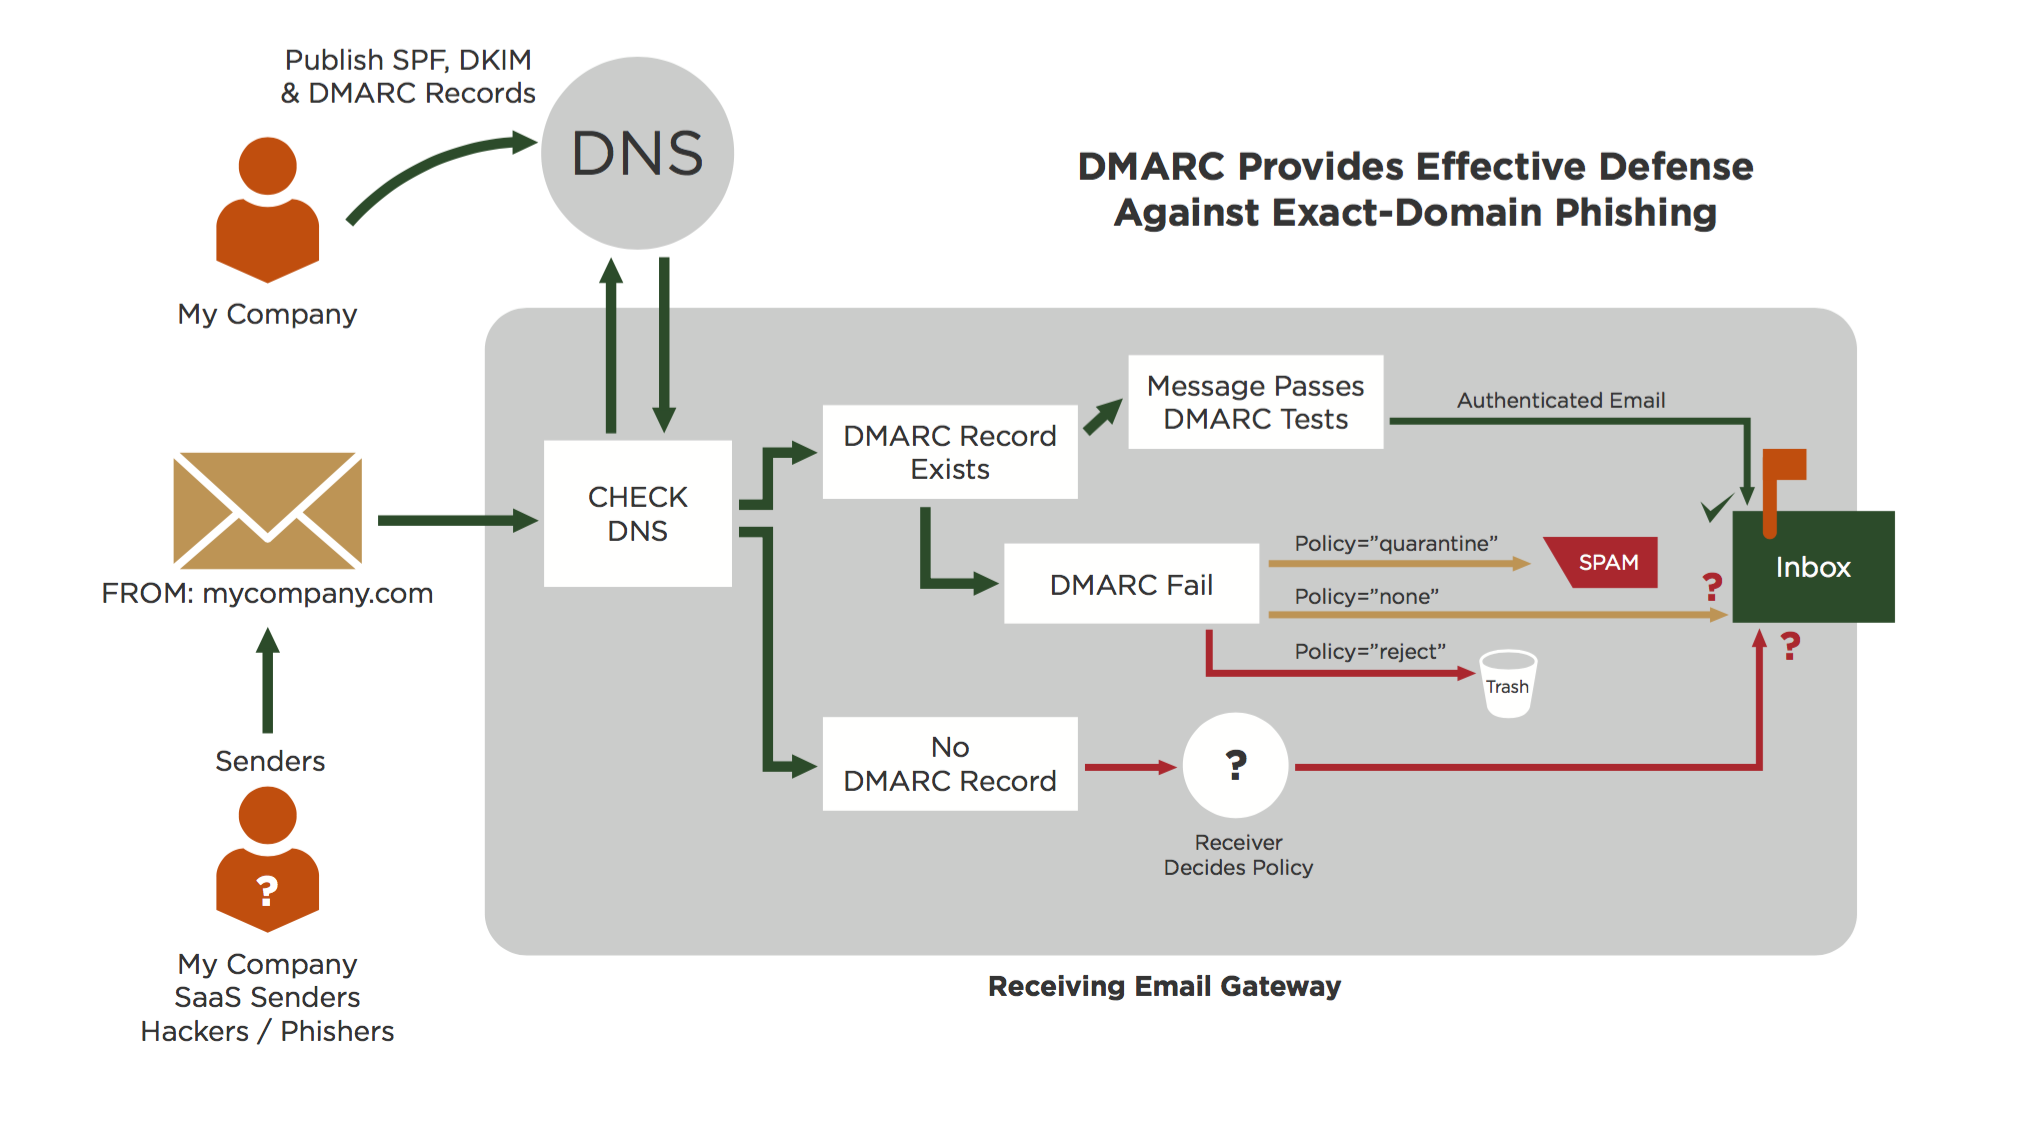 Publish SPF, DKIM
& DMARC Records
DNS
My Company
DMARC Provides Effective Defense
Against Exact-Domain Phishing
FROM: mycompany.com
Senders
?
My Company
SaaS Senders
Hackers / Phishers
CHECK
DNS
DMARC Record
Exists
Message Passes
DMARC Tests
Authenticated Email
DMARC Fail
Policy=”quarantine”
SPAM
Policy=”none”
?
Inbox
?
Policy=”reject”
Trash
No
DMARC Record
?
Receiver
Decides Policy
Receiving Email Gateway